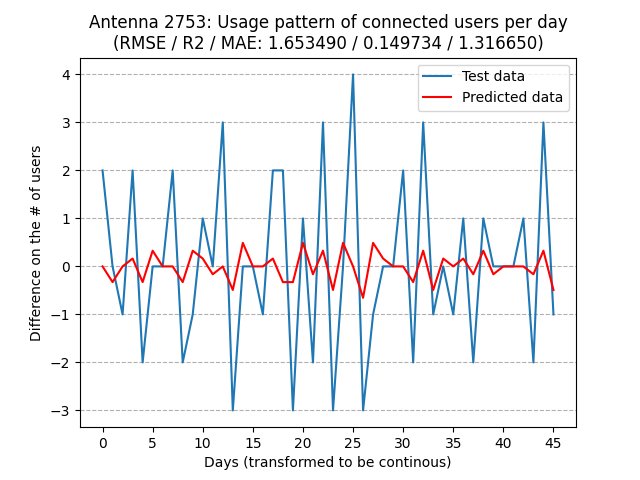 Antenna 2753: Usage pattern of connected users per day
(RMSE / R2 / MAE: 1.653490 / 0.149734 / 1.316650)
Test data
Predicted data
Difference on the # of users
4
3
2
1
0
−1
−2
−3
0 5 10 15 20 25 30 35 40 45
Days (transformed to be continous)